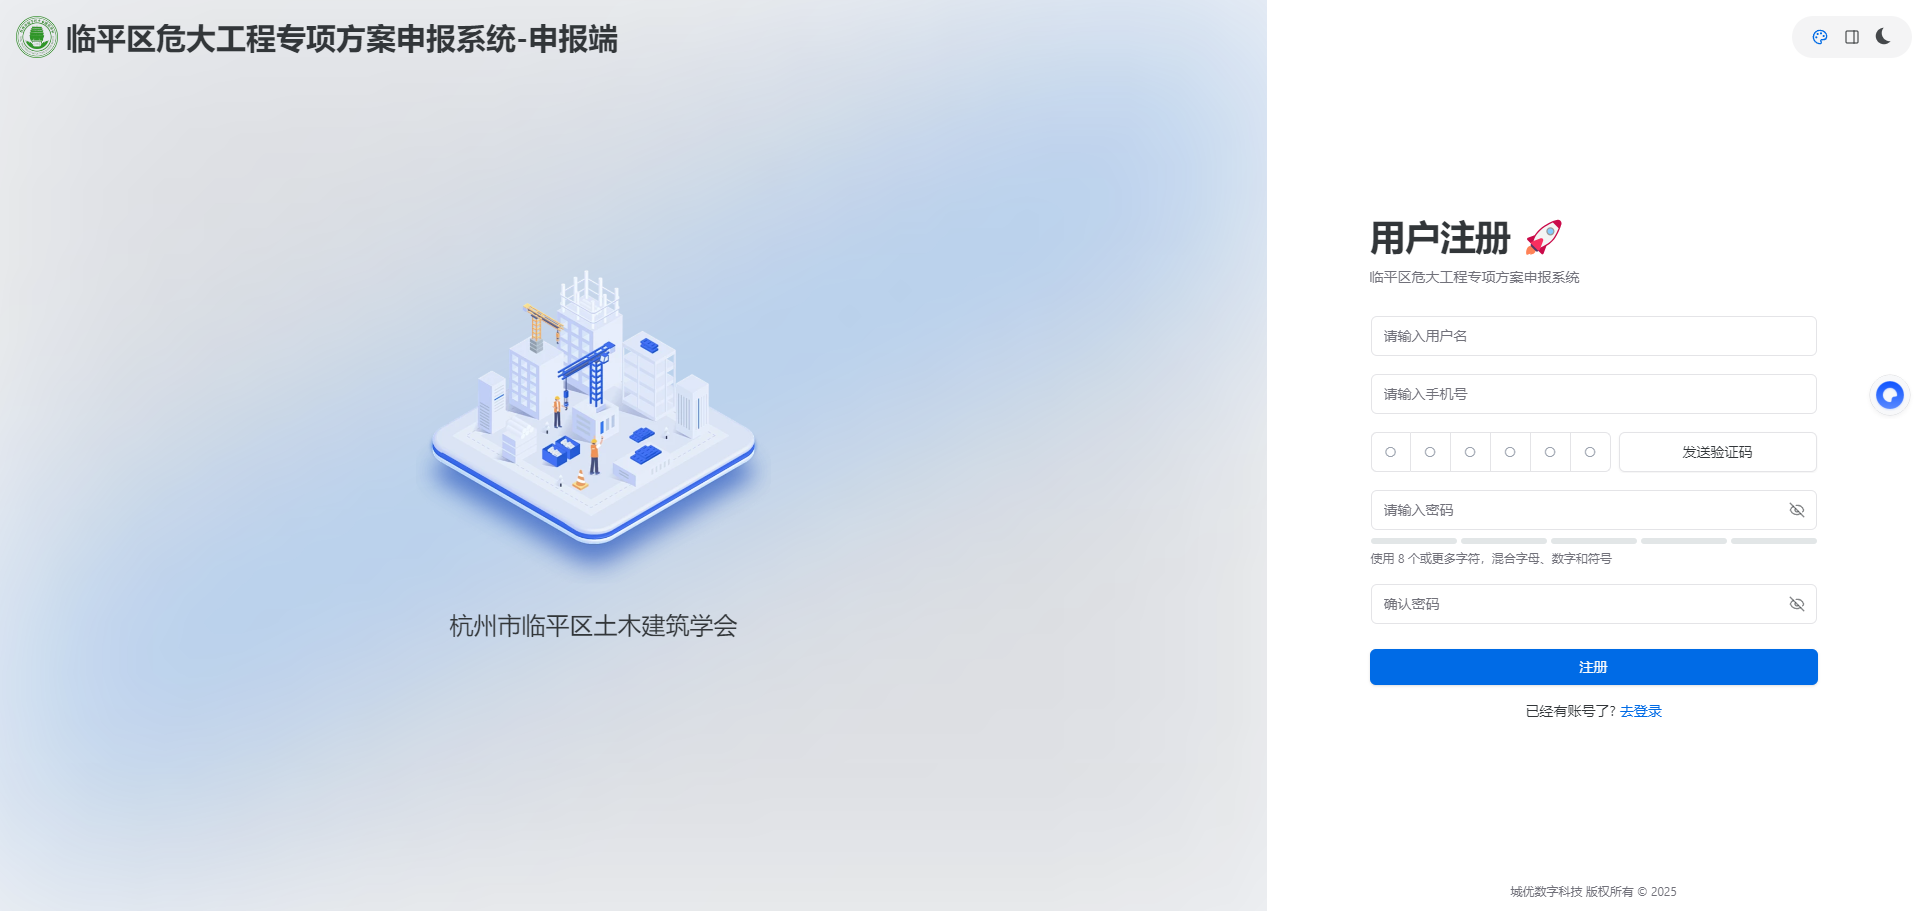 临平区危大工程专项方案申报系统-申报端
杭州市临平区土木建筑学会
用户注册
临平区危大工程专项方案申报系统
请输入用户名
请输入手机号
发送验证码
请输入密码
使用 8 个或更多字符，混合字母、数字和符号
确认密码
注册
已经有账号了? 去登录
城优数字科技 版权所有 © 2025